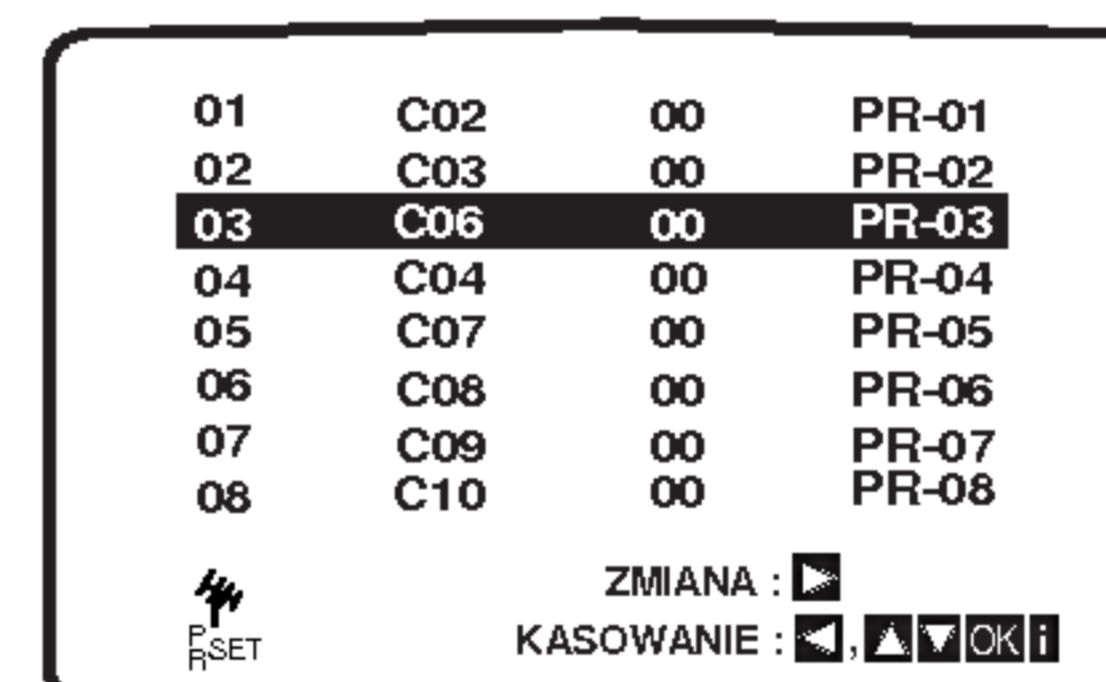 01 C02 00 PR-01
02 C03 00 PR-02
03 C06 00 PR-03
04 C04 00 PR-04
05 C07 00 PR-05
06 C08 00 PR-06
07 C09 00 PR-07
08 C10 00 PR-08
ZMIANA : ▷
PR SET KASOWANIE : ◁, △ ▽ OK i